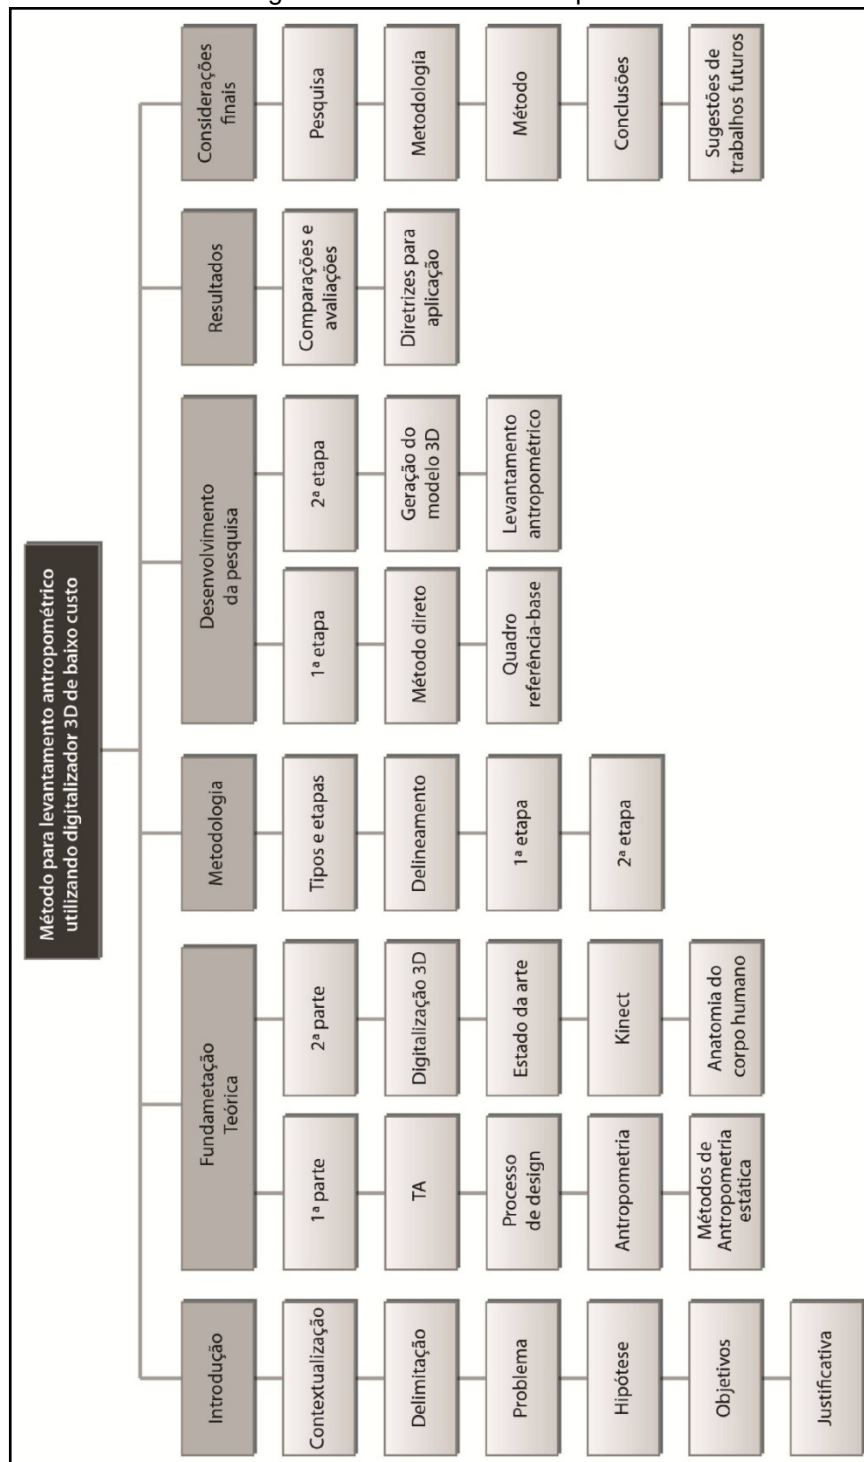 Método para levantamento antropométrico
utilizando digitalizador 3D de baixo custo
Introdução
Contextualização
Delimitação
Problema
Hipótese
Objetivos
Justificativa
Fundametação
Teórica
1ª parte
TA
Processo
de design
Antropometria
Métodos de
Antropometria
estática
2ª parte
Digitalização 3D
Estado da arte
Kinect
Anatomia do
corpo humano
Metodologia
Tipos e etapas
Delineamento
1ª etapa
2ª etapa
Desenvolvimento
da pesquisa
1ª etapa
Método direto
Quadro
referência-base
2ª etapa
Geração do
modelo 3D
Levantamento
antropométrico
Resultados
Comparações e
avaliações
Diretrizes para
aplicação
Considerações
finais
Pesquisa
Metodologia
Método
Conclusões
Sugestões de
trabalhos futuros